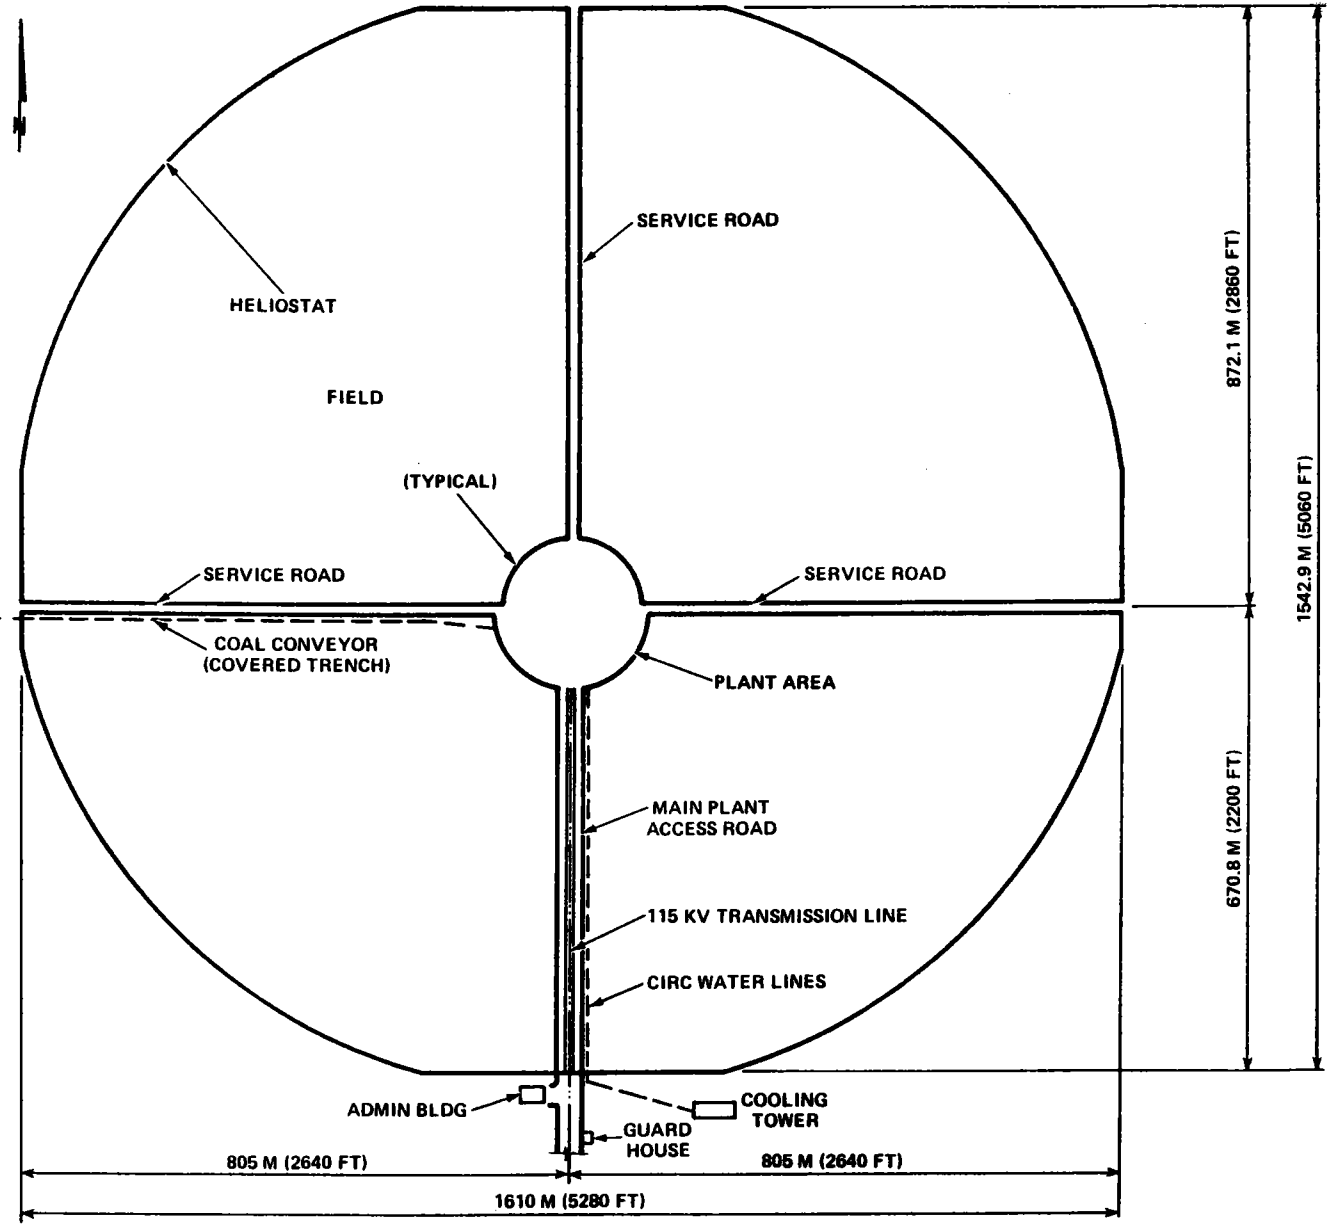 N
SERVICE ROAD
HELIOSTAT
FIELD
(TYPICAL)
SERVICE ROAD
SERVICE ROAD
COAL CONVEYOR
(COVERED TRENCH)
PLANT AREA
MAIN PLANT
ACCESS ROAD
115 KV TRANSMISSION LINE
CIRC WATER LINES
ADMIN BLDG
COOLING
TOWER
GUARD
HOUSE
805 M (2640 FT)
805 M (2640 FT)
1610 M (5280 FT)
872.1 M (2860 FT)
670.8 M (2200 FT)
1542.9 M (5060 FT)